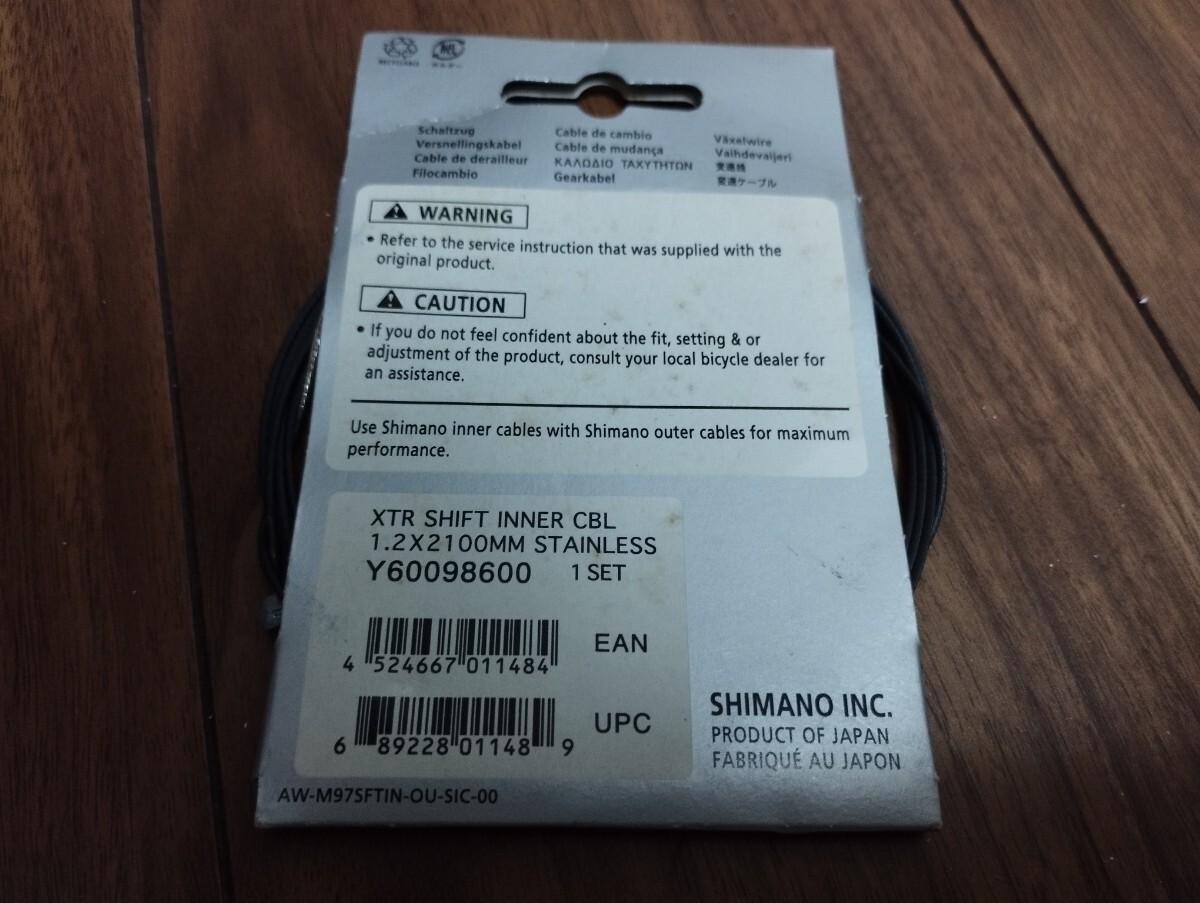 Schaltzug
Versnellingskabel
Cable de derailleur
Filocambio
Cable de cambio
Cable de mudança
ΚΑΛΩΔΙΟ ΤΑΧΥΤΗΤΩΝ
Gearkabel
Växelwire
Vaihdevaijeri
変速ケーブル
WARNING
• Refer to the service instruction that was supplied with the
original product.
CAUTION
• If you do not feel confident about the fit, setting & or
adjustment of the product, consult your local bicycle dealer for
an assistance.
Use Shimano inner cables with Shimano outer cables for maximum
performance.
XTR SHIFT INNER CBL
1.2X2100MM STAINLESS
Y60098600 1 SET
4 524667 011484 EAN
6 89228 01148 9 UPC
SHIMANO INC.
PRODUCT OF JAPAN
FABRIQUÉ AU JAPON
AW-M97SFTIN-OU-SIC-00